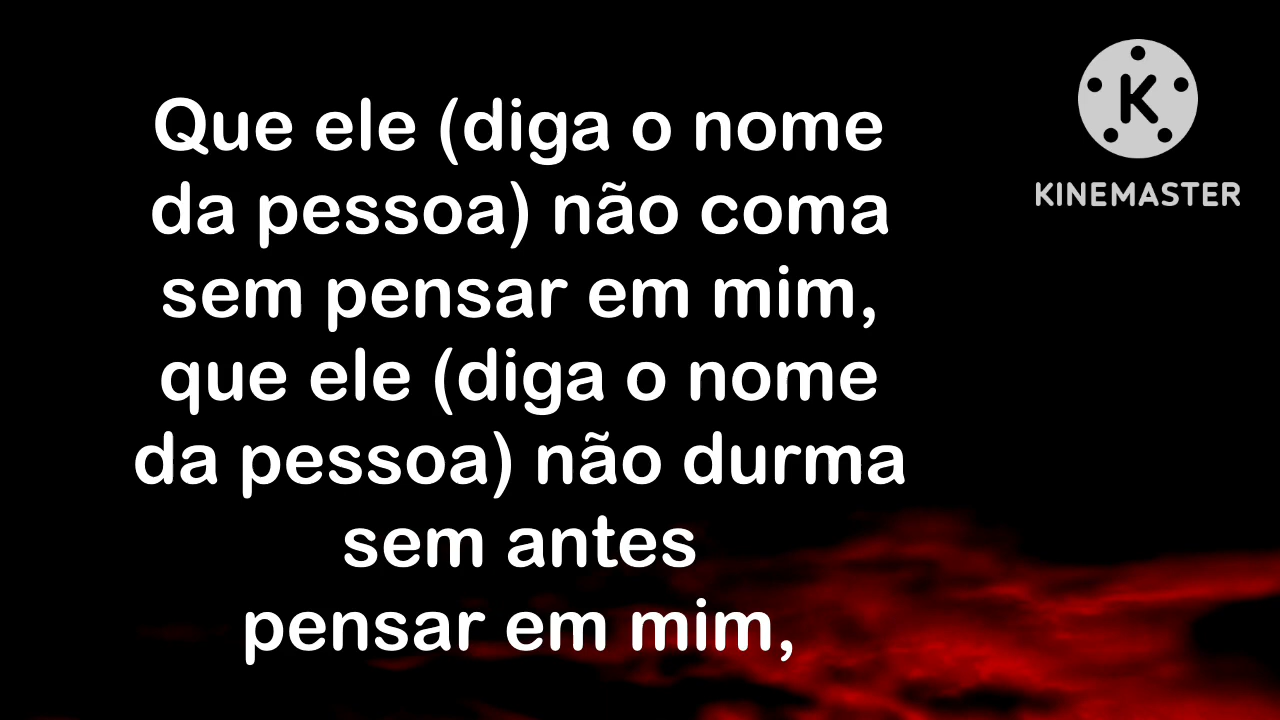 Que ele (diga o nome
da pessoa) não coma
sem pensar em mim,
que ele (diga o nome
da pessoa) não durma
sem antes
pensar em mim,
K
KINEMASTER